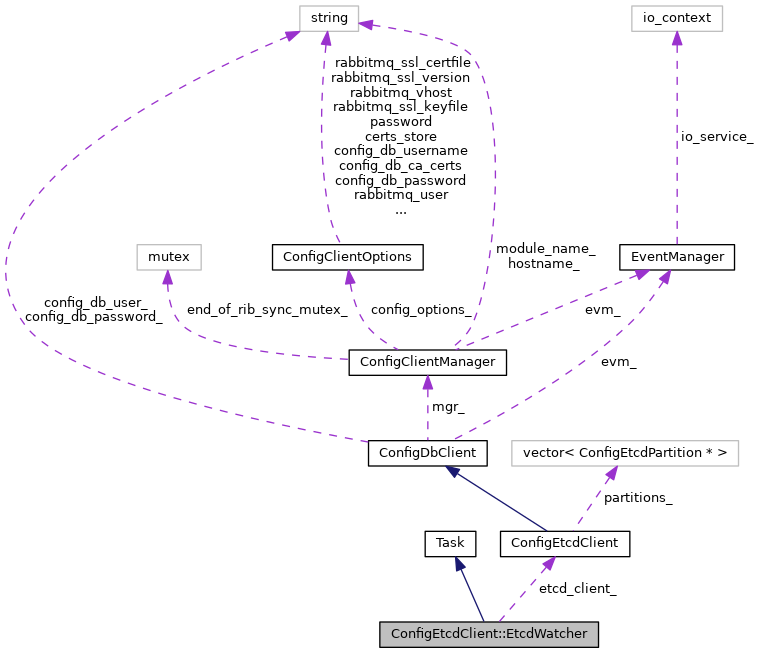 string
io_context
rabbitmq_ssl_certfile
rabbitmq_ssl_version
rabbitmq_vhost
rabbitmq_ssl_keyfile
password
certs_store
config_db_username
config_db_ca_certs
config_db_password
rabbitmq_user
...
io_service_
mutex
ConfigClientOptions
module_name_
hostname_
EventManager
config_db_user_
config_db_password_
end_of_rib_sync_mutex_
config_options_
evm_
ConfigClientManager
evm_
mgr_
ConfigDbClient
vector< ConfigEtcdPartition * >
partitions_
Task
ConfigEtcdClient
etcd_client_
ConfigEtcdClient::EtcdWatcher